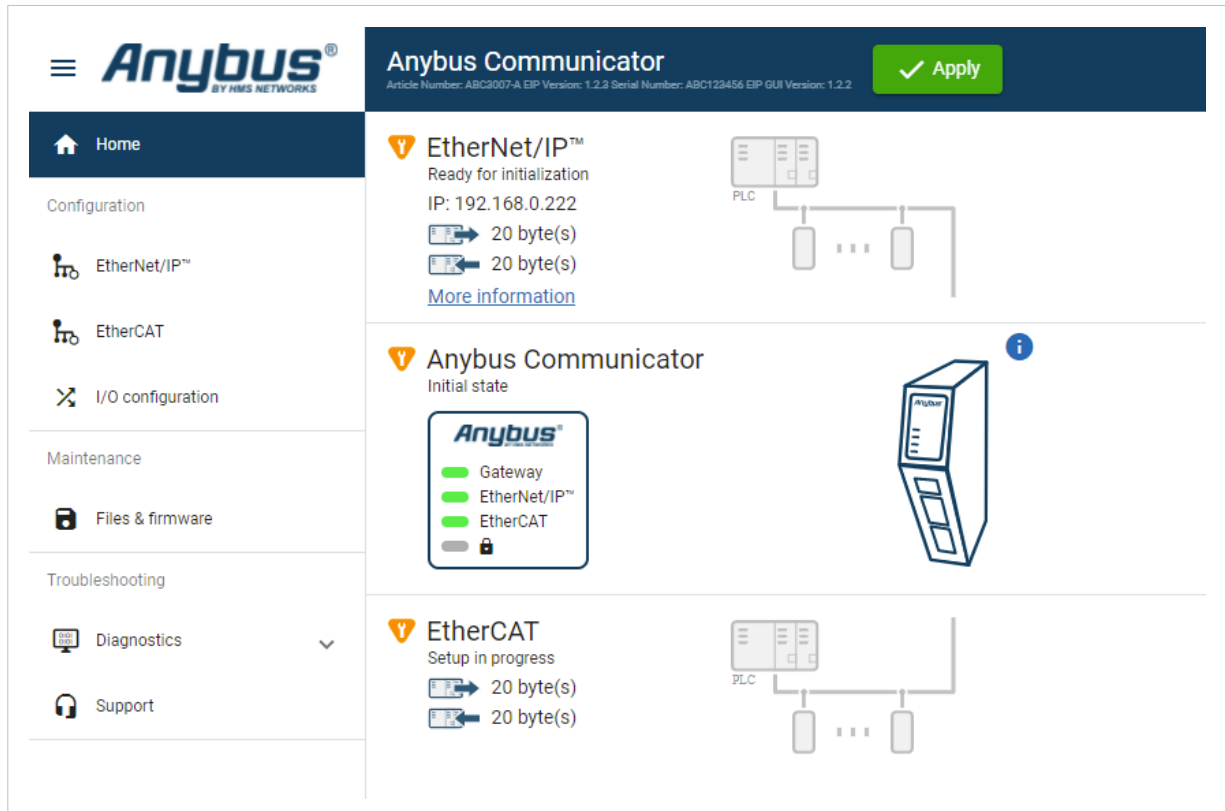 Anybus®
BY HMS NETWORKS
Anybus Communicator
Article Number: ABC3007-A EIP Version: 1.2.3 Serial Number: ABC123456 EIP GUI Version: 1.2.2
Apply
Home
Configuration
EtherNet/IP™
EtherCAT
I/O configuration
Maintenance
Files & firmware
Troubleshooting
Diagnostics
Support
EtherNet/IP™
Ready for initialization
IP: 192.168.0.222
20 byte(s)
20 byte(s)
More information
PLC
Anybus Communicator
Initial state
Anybus®
BY HMS NETWORKS
Gateway
EtherNet/IP™
EtherCAT
Anybus
i
EtherCAT
Setup in progress
20 byte(s)
20 byte(s)
PLC